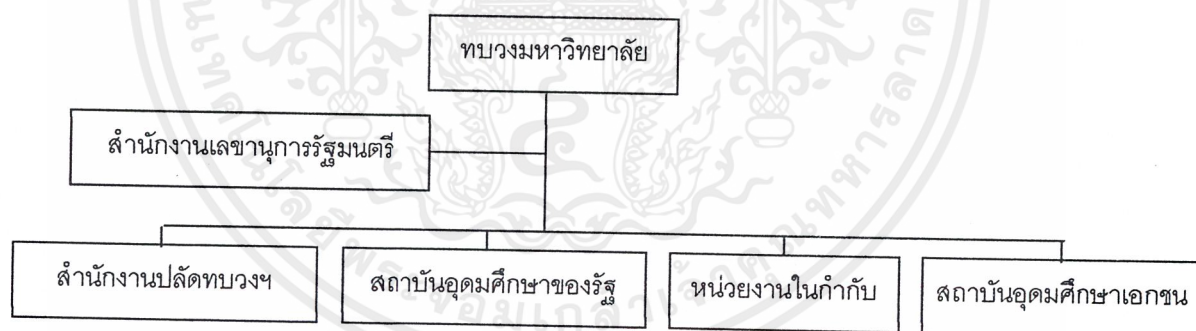 ทบวงมหาวิทยาลัย
สำนักงานเลขานุการรัฐมนตรี
สำนักงานปลัดทบวงฯ
สถาบันอุดมศึกษาของรัฐ
หน่วยงานในกำกับ
สถาบันอุดมศึกษาเอกชน